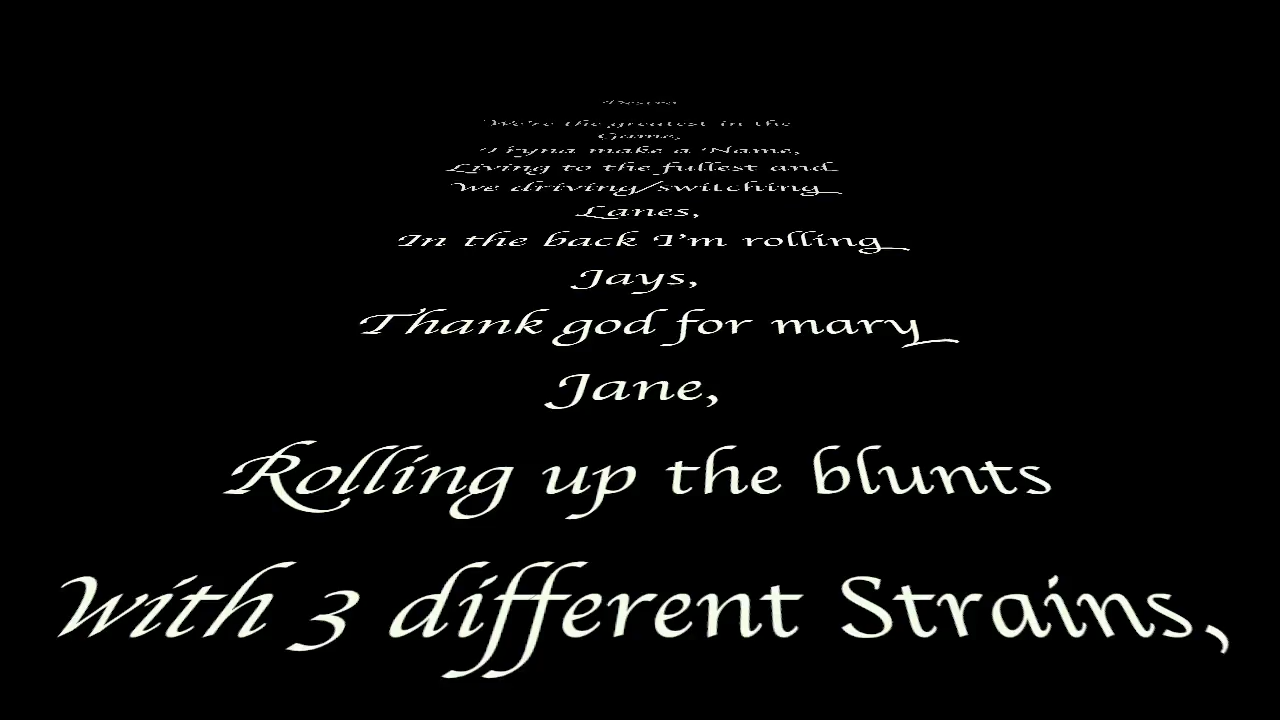 We're the greatest in the
Game,
Tryna make a Name,
Living to the fullest and
We driving/switching
Lanes,
In the back I'm rolling
Jays,
Thank god for mary
Jane,
Rolling up the blunts
With 3 different Strains,